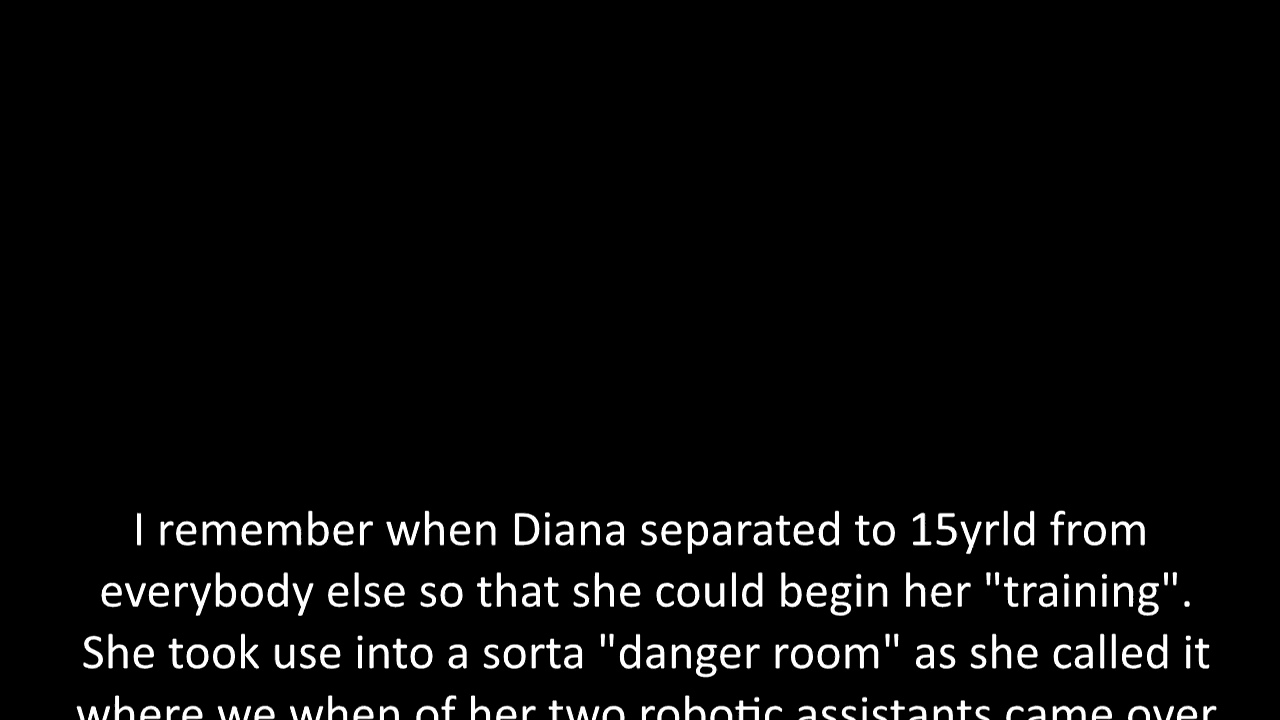 I remember when Diana separated to 15yrld from
everybody else so that she could begin her "training".
She took use into a sorta "danger room" as she called it
where we when of her two robotic assistants came over